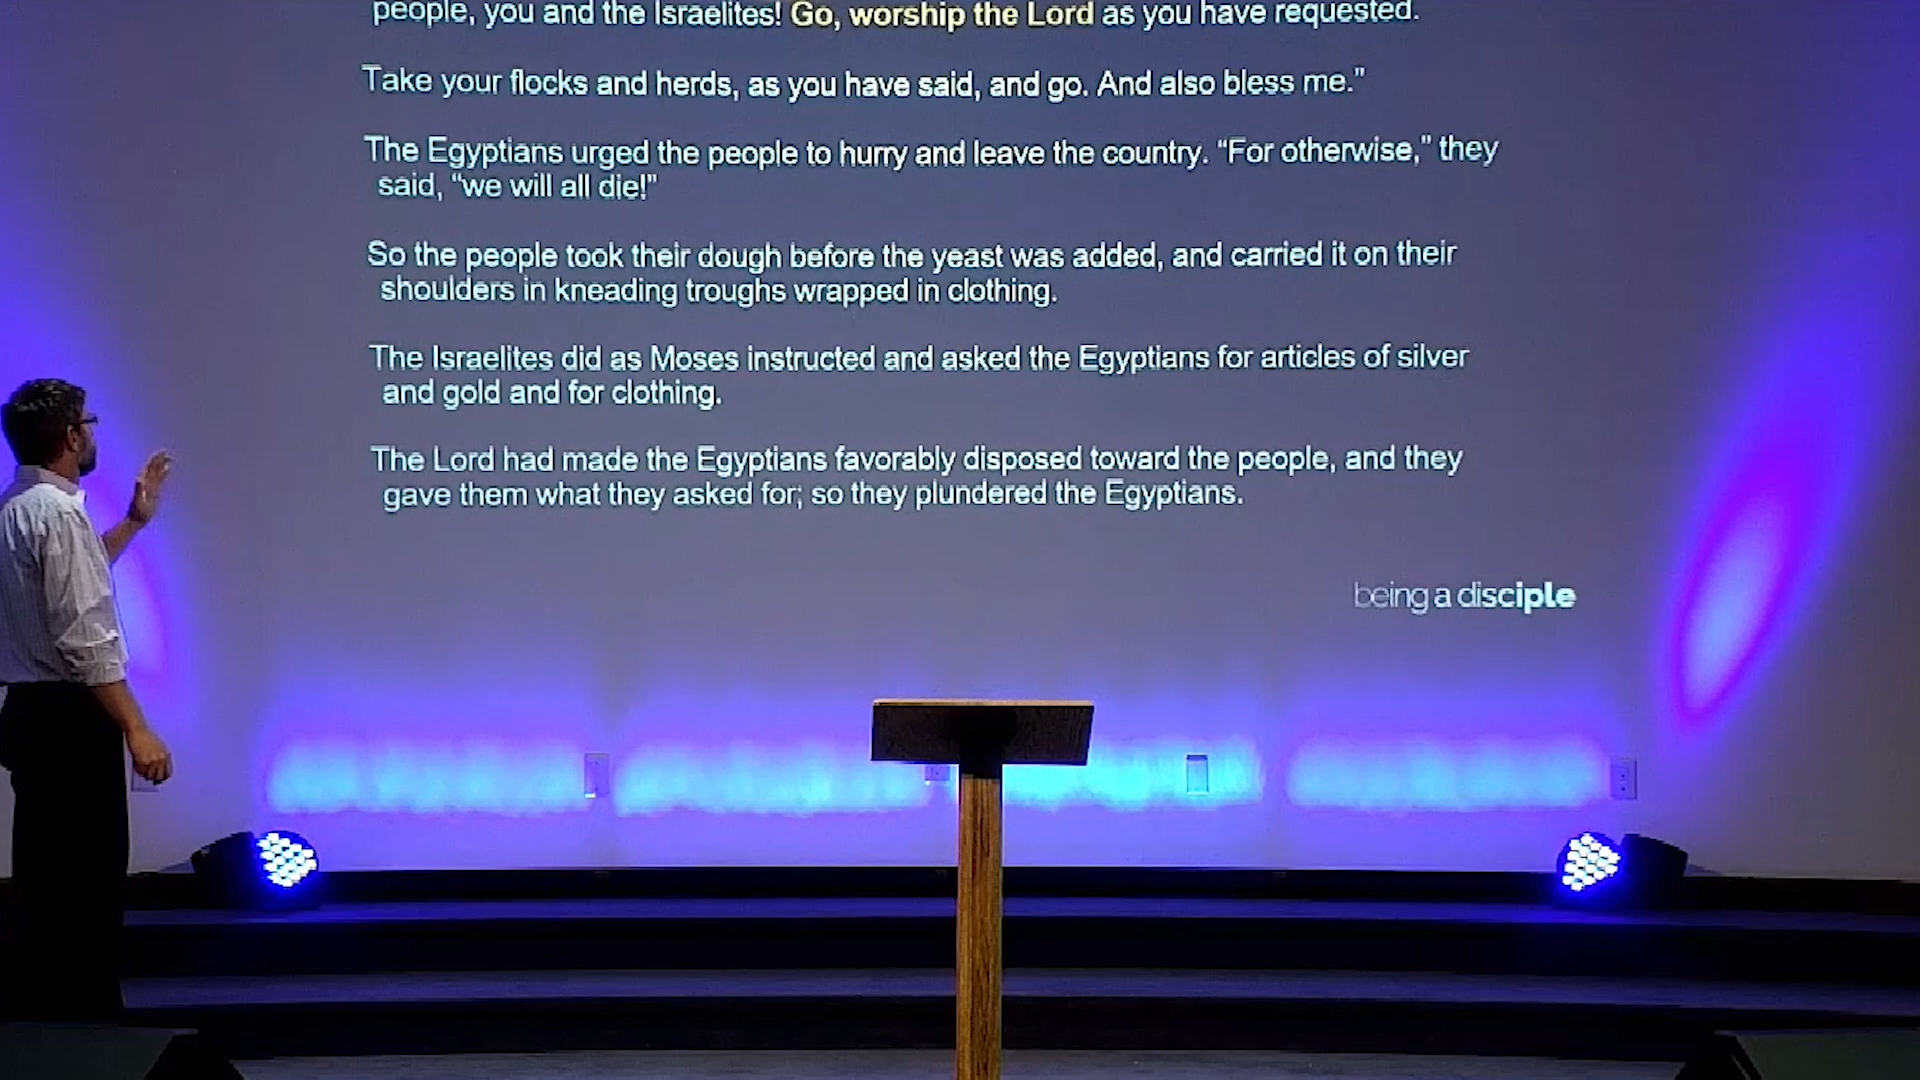 people, you and the Israelites! Go, worship the Lord as you have requested.
Take your flocks and herds, as you have said, and go. And also bless me.”
The Egyptians urged the people to hurry and leave the country. “For otherwise,” they
said, “we will all die!”
So the people took their dough before the yeast was added, and carried it on their
shoulders in kneading troughs wrapped in clothing.
The Israelites did as Moses instructed and asked the Egyptians for articles of silver
and gold and for clothing.
The Lord had made the Egyptians favorably disposed toward the people, and they
gave them what they asked for; so they plundered the Egyptians.
being a disciple